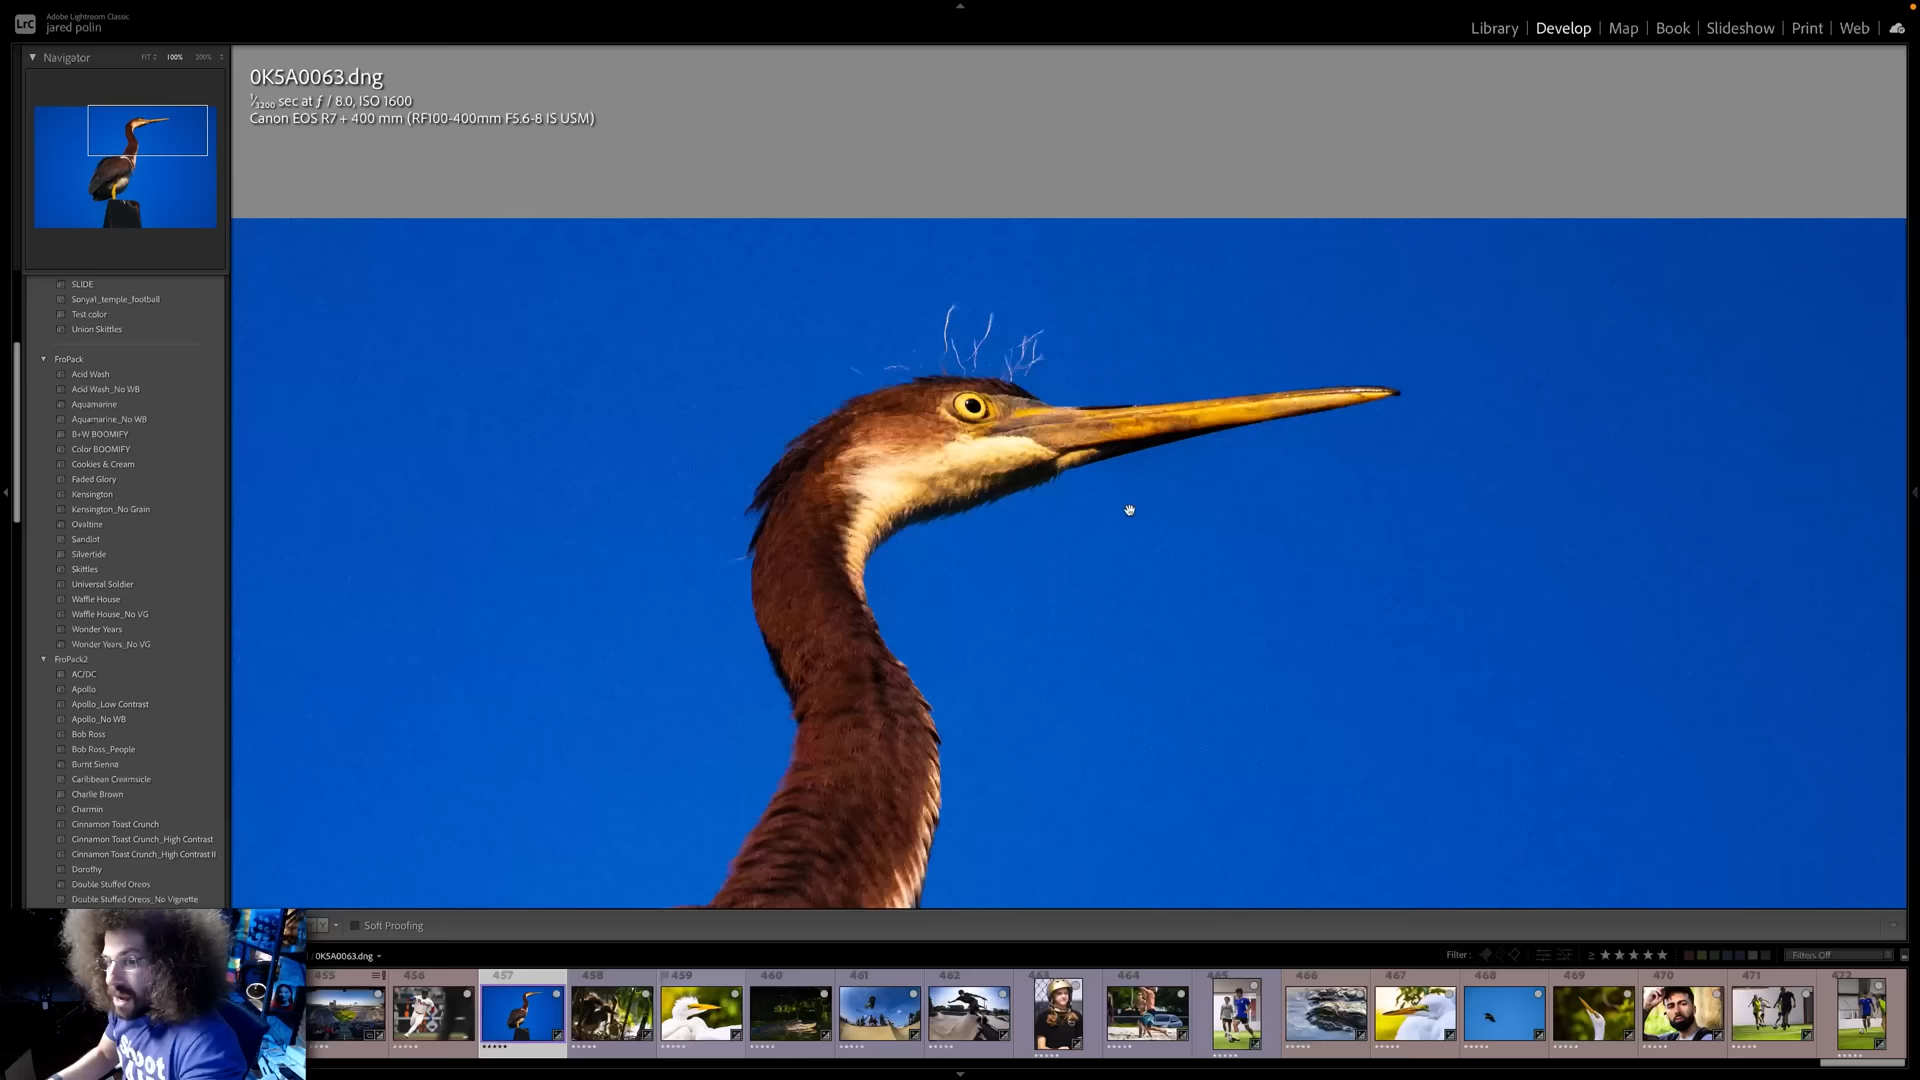 LrC
Adobe Lightroom Classic
jared polin
Library Develop Map Book Slideshow Print Web
Navigator FIT 100% 200%
0K5A0063.dng
1/3200 sec at ƒ / 8.0, ISO 1600
Canon EOS R7 + 400 mm (RF100-400mm F5.6-8 IS USM)
SLIDE
Sonya1_temple_football
Test color
Union Skittles
FroPack
Acid Wash
Acid Wash_No WB
Aquamarine
Aquamarine_No WB
B+W BOOMIFY
Color BOOMIFY
Cookies & Cream
Faded Glory
Kensington
Kensington_No Grain
Ovaltine
Sandlot
Silvertide
Skittles
Universal Soldier
Waffle House
Waffle House_No VG
Wonder Years
Wonder Years_No VG
FroPack2
AC/DC
Apollo
Apollo_Low Contrast
Apollo_No WB
Bob Ross
Bob Ross_People
Burnt Sienna
Caribbean Creamsicle
Charlie Brown
Charmin
Cinnamon Toast Crunch
Cinnamon Toast Crunch_High Contrast
Cinnamon Toast Crunch_High Contrast II
Dorothy
Double Stuffed Oreos
Double Stuffed Oreos_No Vignette
Soft Proofing
/ 0K5A0063.dng
Filter : ≥ ★★★★★ Filters Off
455 456 457 458 459 460 461 462 463 464 465 466 467 468 469 470 471 472